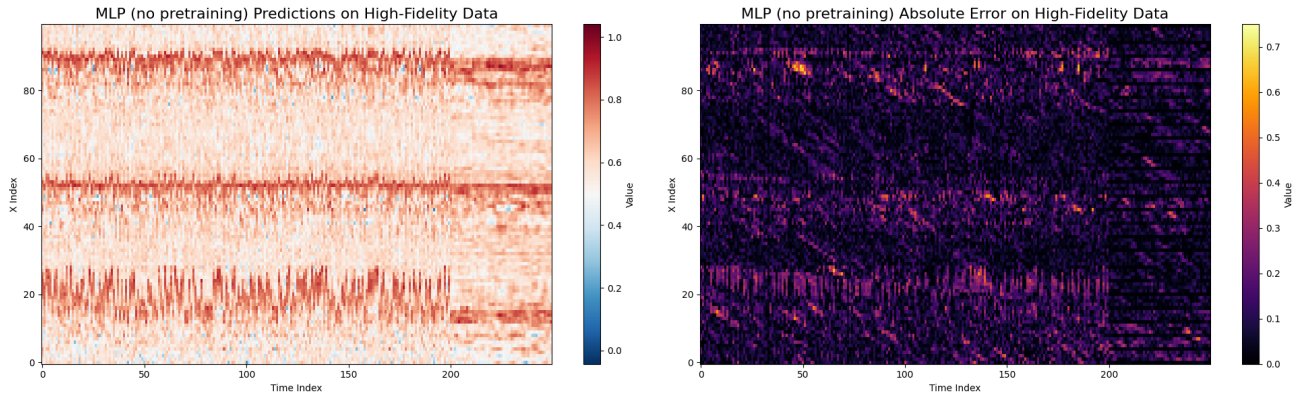 MLP (no pretraining) Predictions on High-Fidelity Data
X Index
80
60
40
20
0
0 50 100 150 200
Time Index
1.0
0.8
0.6
0.4
0.2
0.0
Value
MLP (no pretraining) Absolute Error on High-Fidelity Data
X Index
80
60
40
20
0
0 50 100 150 200
Time Index
0.7
0.6
0.5
0.4
0.3
0.2
0.1
0.0
Value